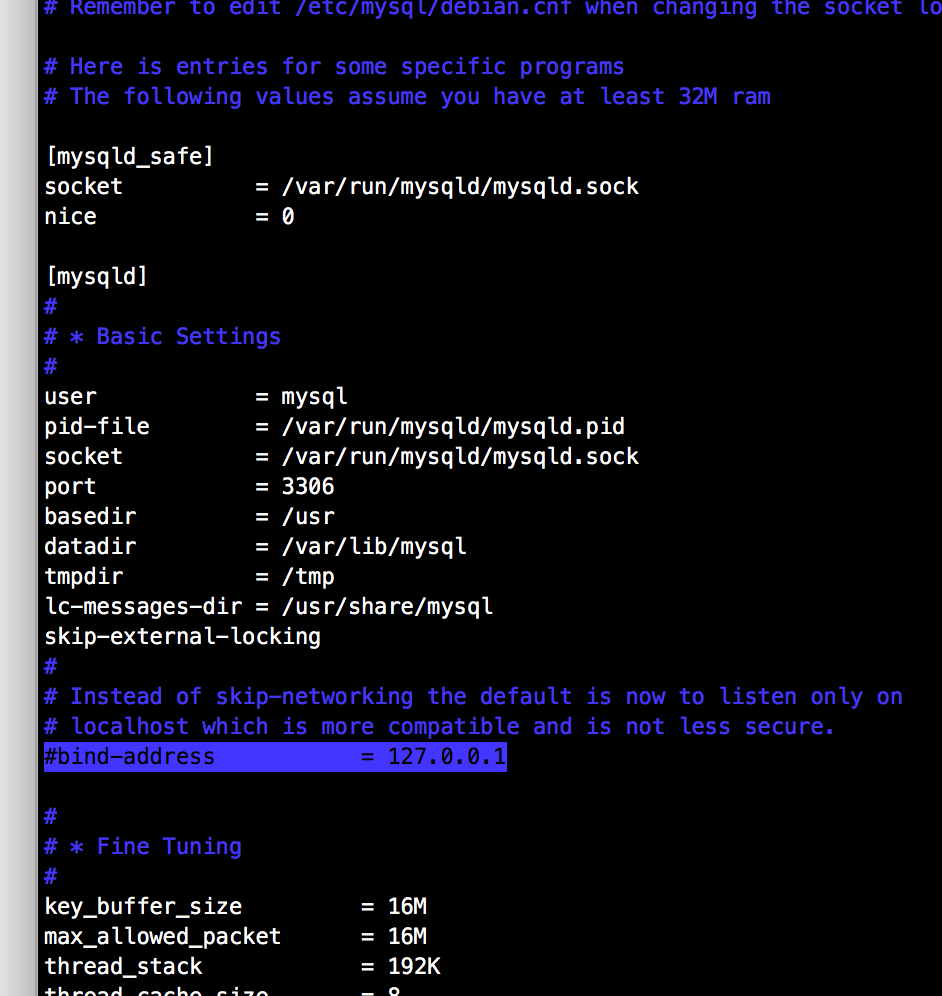 # Remember to edit /etc/mysql/debian.cnf when changing the socket lo
# Here is entries for some specific programs
# The following values assume you have at least 32M ram
[mysqld_safe]
socket          = /var/run/mysqld/mysqld.sock
nice            = 0
[mysqld]
#
# * Basic Settings
#
user            = mysql
pid-file        = /var/run/mysqld/mysqld.pid
socket          = /var/run/mysqld/mysqld.sock
port            = 3306
basedir         = /usr
datadir         = /var/lib/mysql
tmpdir          = /tmp
lc-messages-dir = /usr/share/mysql
skip-external-locking
#
# Instead of skip-networking the default is now to listen only on
# localhost which is more compatible and is not less secure.
#bind-address           = 127.0.0.1
#
# * Fine Tuning
#
key_buffer_size         = 16M
max_allowed_packet      = 16M
thread_stack            = 192K
thread_cache_size       = 8